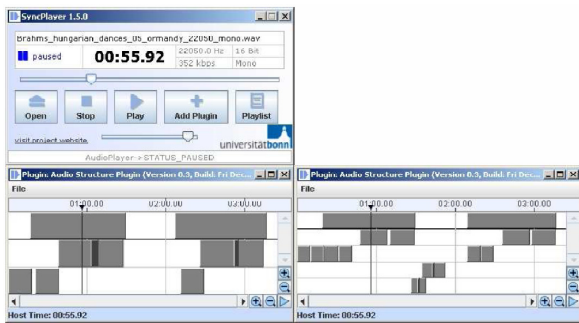 SyncPlayer 1.5.0
Brahms_hungarian_dances_05_ormandy_22050_mono.wav
paused
00:55.92
22050.0 Hz
16 Bit
352 kbps
Mono
Open
Stop
Play
Add Plugin
Playlist
visit project website
universitätbonn
AudioPlayer->STATUS_PAUSED
Plugin: Audio Structure Plugin (Version 0.9, Build: Fri Dec...
File
01:00.00
02:00.00
03:00.00
Host Time: 00:55.92
Plugin: Audio Structure Plugin (Version 0.9, Build: Fri Dec...
File
01:00.00
02:00.00
03:00.00
Host Time: 00:55.92